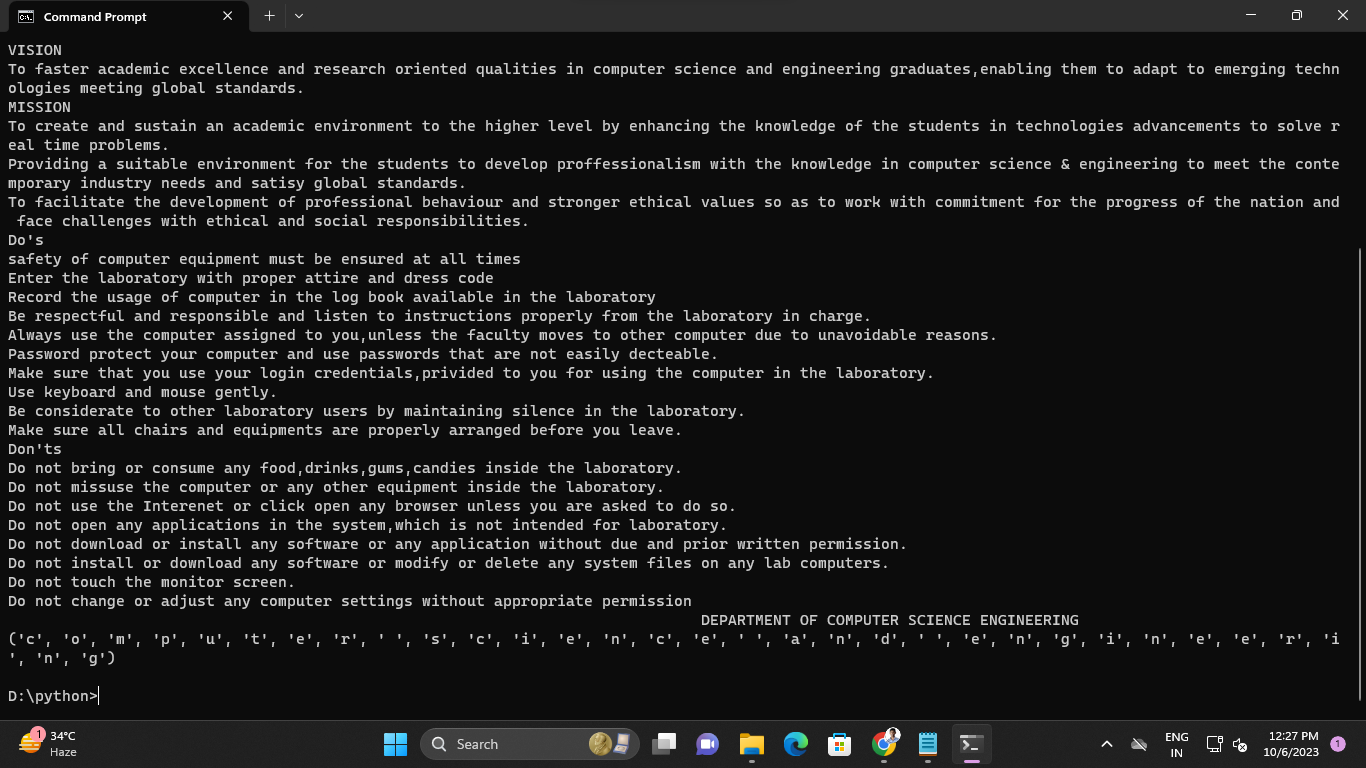 Command Prompt
VISION
To faster academic excellence and research oriented qualities in computer science and engineering graduates,enabling them to adapt to emerging techn
ologies meeting global standards.
MISSION
To create and sustain an academic environment to the higher level by enhancing the knowledge of the students in technologies advancements to solve r
eal time problems.
Providing a suitable environment for the students to develop proffessionalism with the knowledge in computer science & engineering to meet the conte
mporary industry needs and satisy global standards.
To facilitate the development of professional behaviour and stronger ethical values so as to work with commitment for the progress of the nation and
face challenges with ethical and social responsibilities.
Do's
safety of computer equipment must be ensured at all times
Enter the laboratory with proper attire and dress code
Record the usage of computer in the log book available in the laboratory
Be respectful and responsible and listen to instructions properly from the laboratory in charge.
Always use the computer assigned to you,unless the faculty moves to other computer due to unavoidable reasons.
Password protect your computer and use passwords that are not easily decteable.
Make sure that you use your login credentials,privided to you for using the computer in the laboratory.
Use keyboard and mouse gently.
Be considerate to other laboratory users by maintaining silence in the laboratory.
Make sure all chairs and equipments are properly arranged before you leave.
Don'ts
Do not bring or consume any food,drinks,gums,candies inside the laboratory.
Do not missuse the computer or any other equipment inside the laboratory.
Do not use the Interenet or click open any browser unless you are asked to do so.
Do not open any applications in the system,which is not intended for laboratory.
Do not download or install any software or any application without due and prior written permission.
Do not install or download any software or modify or delete any system files on any lab computers.
Do not touch the monitor screen.
Do not change or adjust any computer settings without appropriate permission
DEPARTMENT OF COMPUTER SCIENCE ENGINEERING
('c', 'o', 'm', 'p', 'u', 't', 'e', 'r', ' ', 's', 'c', 'i', 'e', 'n', 'c', 'e', ' ', 'a', 'n', 'd', ' ', 'e', 'n', 'g', 'i', 'n', 'e', 'e', 'r', 'i
', 'n', 'g')
D:\python>
1 34°C
Haze
Search
ENG
IN
12:27 PM
10/6/2023
1